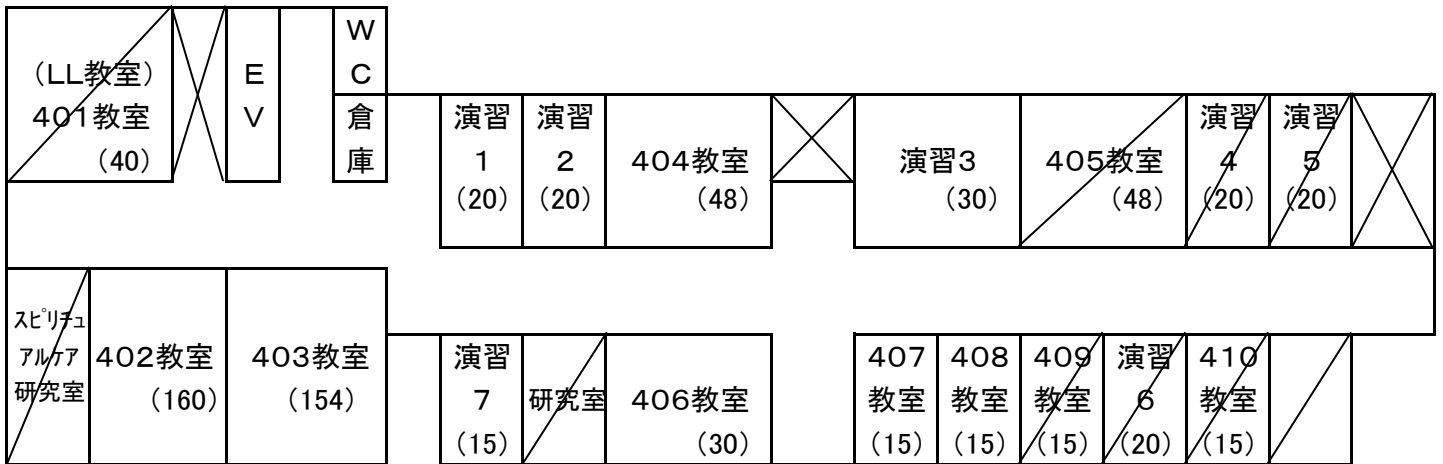 (LL教室)
401教室
(40)
EV
WC
倉庫
演習
1
(20)
演習
2
(20)
404教室
(48)
演習3
(30)
405教室
(48)
演習
4
(20)
演習
5
(20)
スピリチュ
アルケア
研究室
402教室
(160)
403教室
(154)
演習
7
(15)
研究室
406教室
(30)
407
教室
(15)
408
教室
(15)
409
教室
(15)
演習
6
(20)
410
教室
(15)